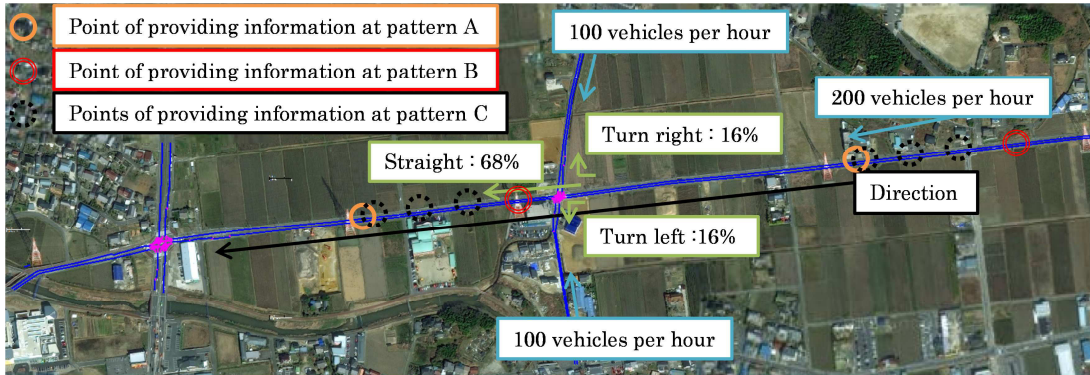 Point of providing information at pattern A
Point of providing information at pattern B
Points of providing information at pattern C
100 vehicles per hour
200 vehicles per hour
Turn right : 16%
Straight : 68%
Direction
Turn left :16%
100 vehicles per hour